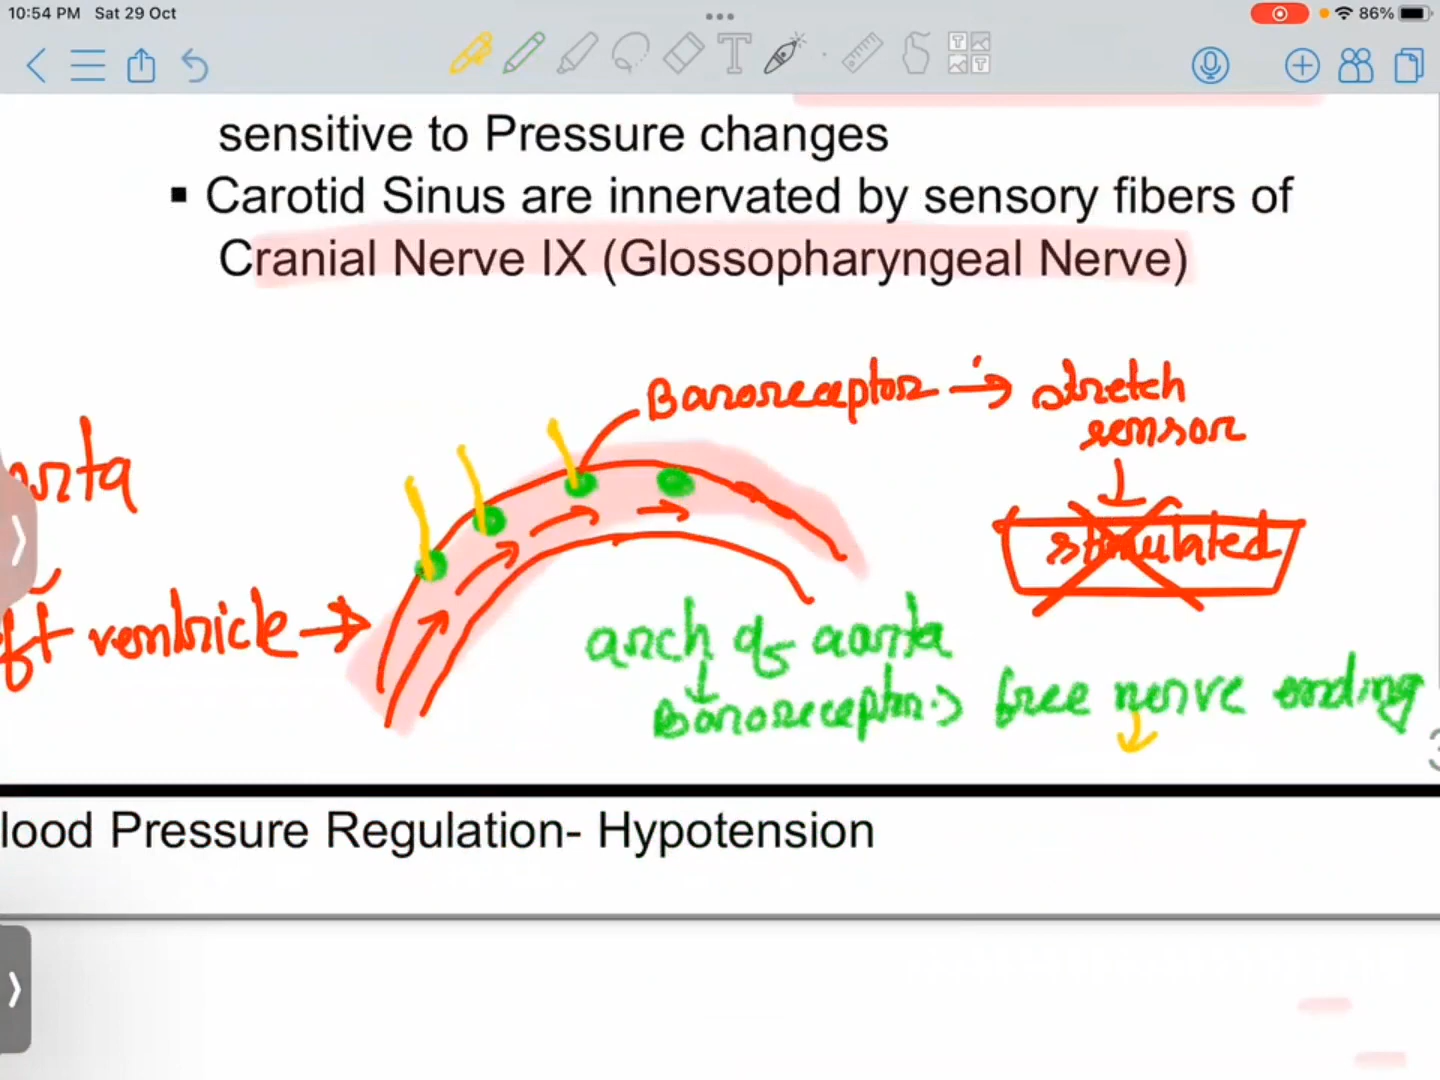 10:54 PM Sat 29 Oct
86%
sensitive to Pressure changes
▪ Carotid Sinus are innervated by sensory fibers of
Cranial Nerve IX (Glossopharyngeal Nerve)
Baroreceptor → stretch
sensor
↓
stimulated
ventricle →
arch of aorta
↓
Baroreceptor → free nerve ending
↓
lood Pressure Regulation- Hypotension